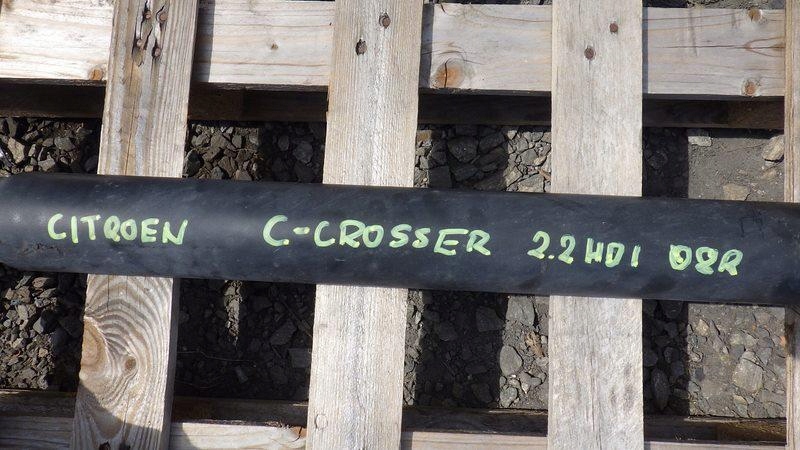 CITROEN C-CROSSER 2.2 HDI 08R